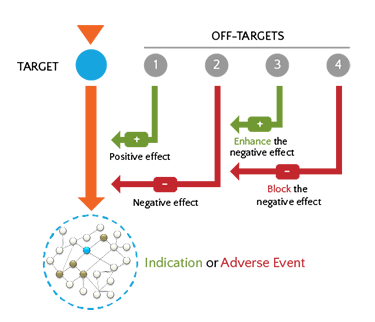 OFF-TARGETS
TARGET
1 2 3 4
+
Positive effect
+
Enhance the
negative effect
−
Negative effect
−
Block the
negative effect
Indication or Adverse Event